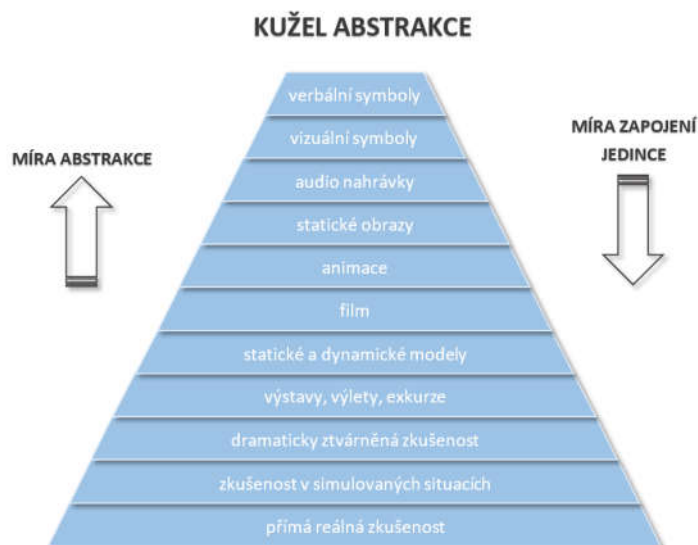 KUŽEL ABSTRAKCE
verbální symboly
vizuální symboly
audio nahrávky
statické obrazy
animace
film
statické a dynamické modely
výstavy, výlety, exkurze
dramaticky ztvárněná zkušenost
zkušenost v simulovaných situacích
přímá reálná zkušenost
MÍRA ABSTRAKCE
MÍRA ZAPOJENÍ
JEDINCE